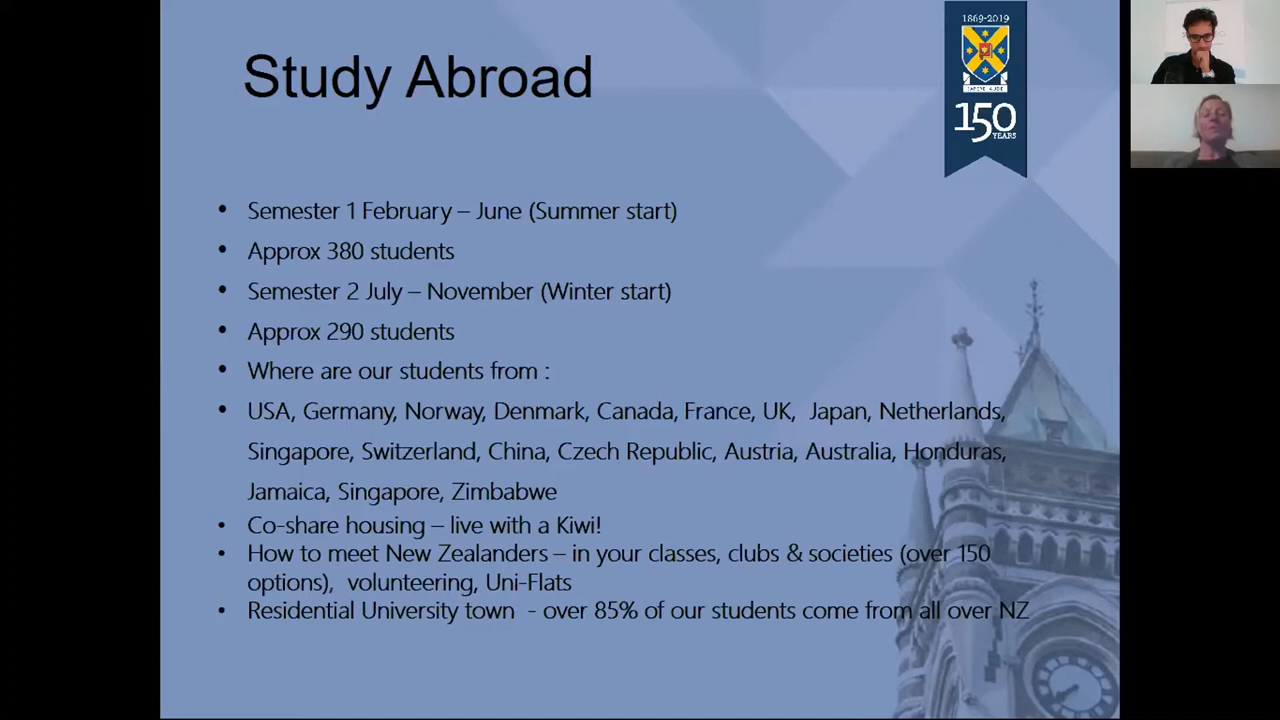 Study Abroad
1869-2019
SAPERE AUDE
150
YEARS
• Semester 1 February – June (Summer start)
• Approx 380 students
• Semester 2 July – November (Winter start)
• Approx 290 students
• Where are our students from :
• USA, Germany, Norway, Denmark, Canada, France, UK, Japan, Netherlands,
Singapore, Switzerland, China, Czech Republic, Austria, Australia, Honduras,
Jamaica, Singapore, Zimbabwe
• Co-share housing – live with a Kiwi!
• How to meet New Zealanders – in your classes, clubs & societies (over 150
options), volunteering, Uni-Flats
• Residential University town - over 85% of our students come from all over NZ